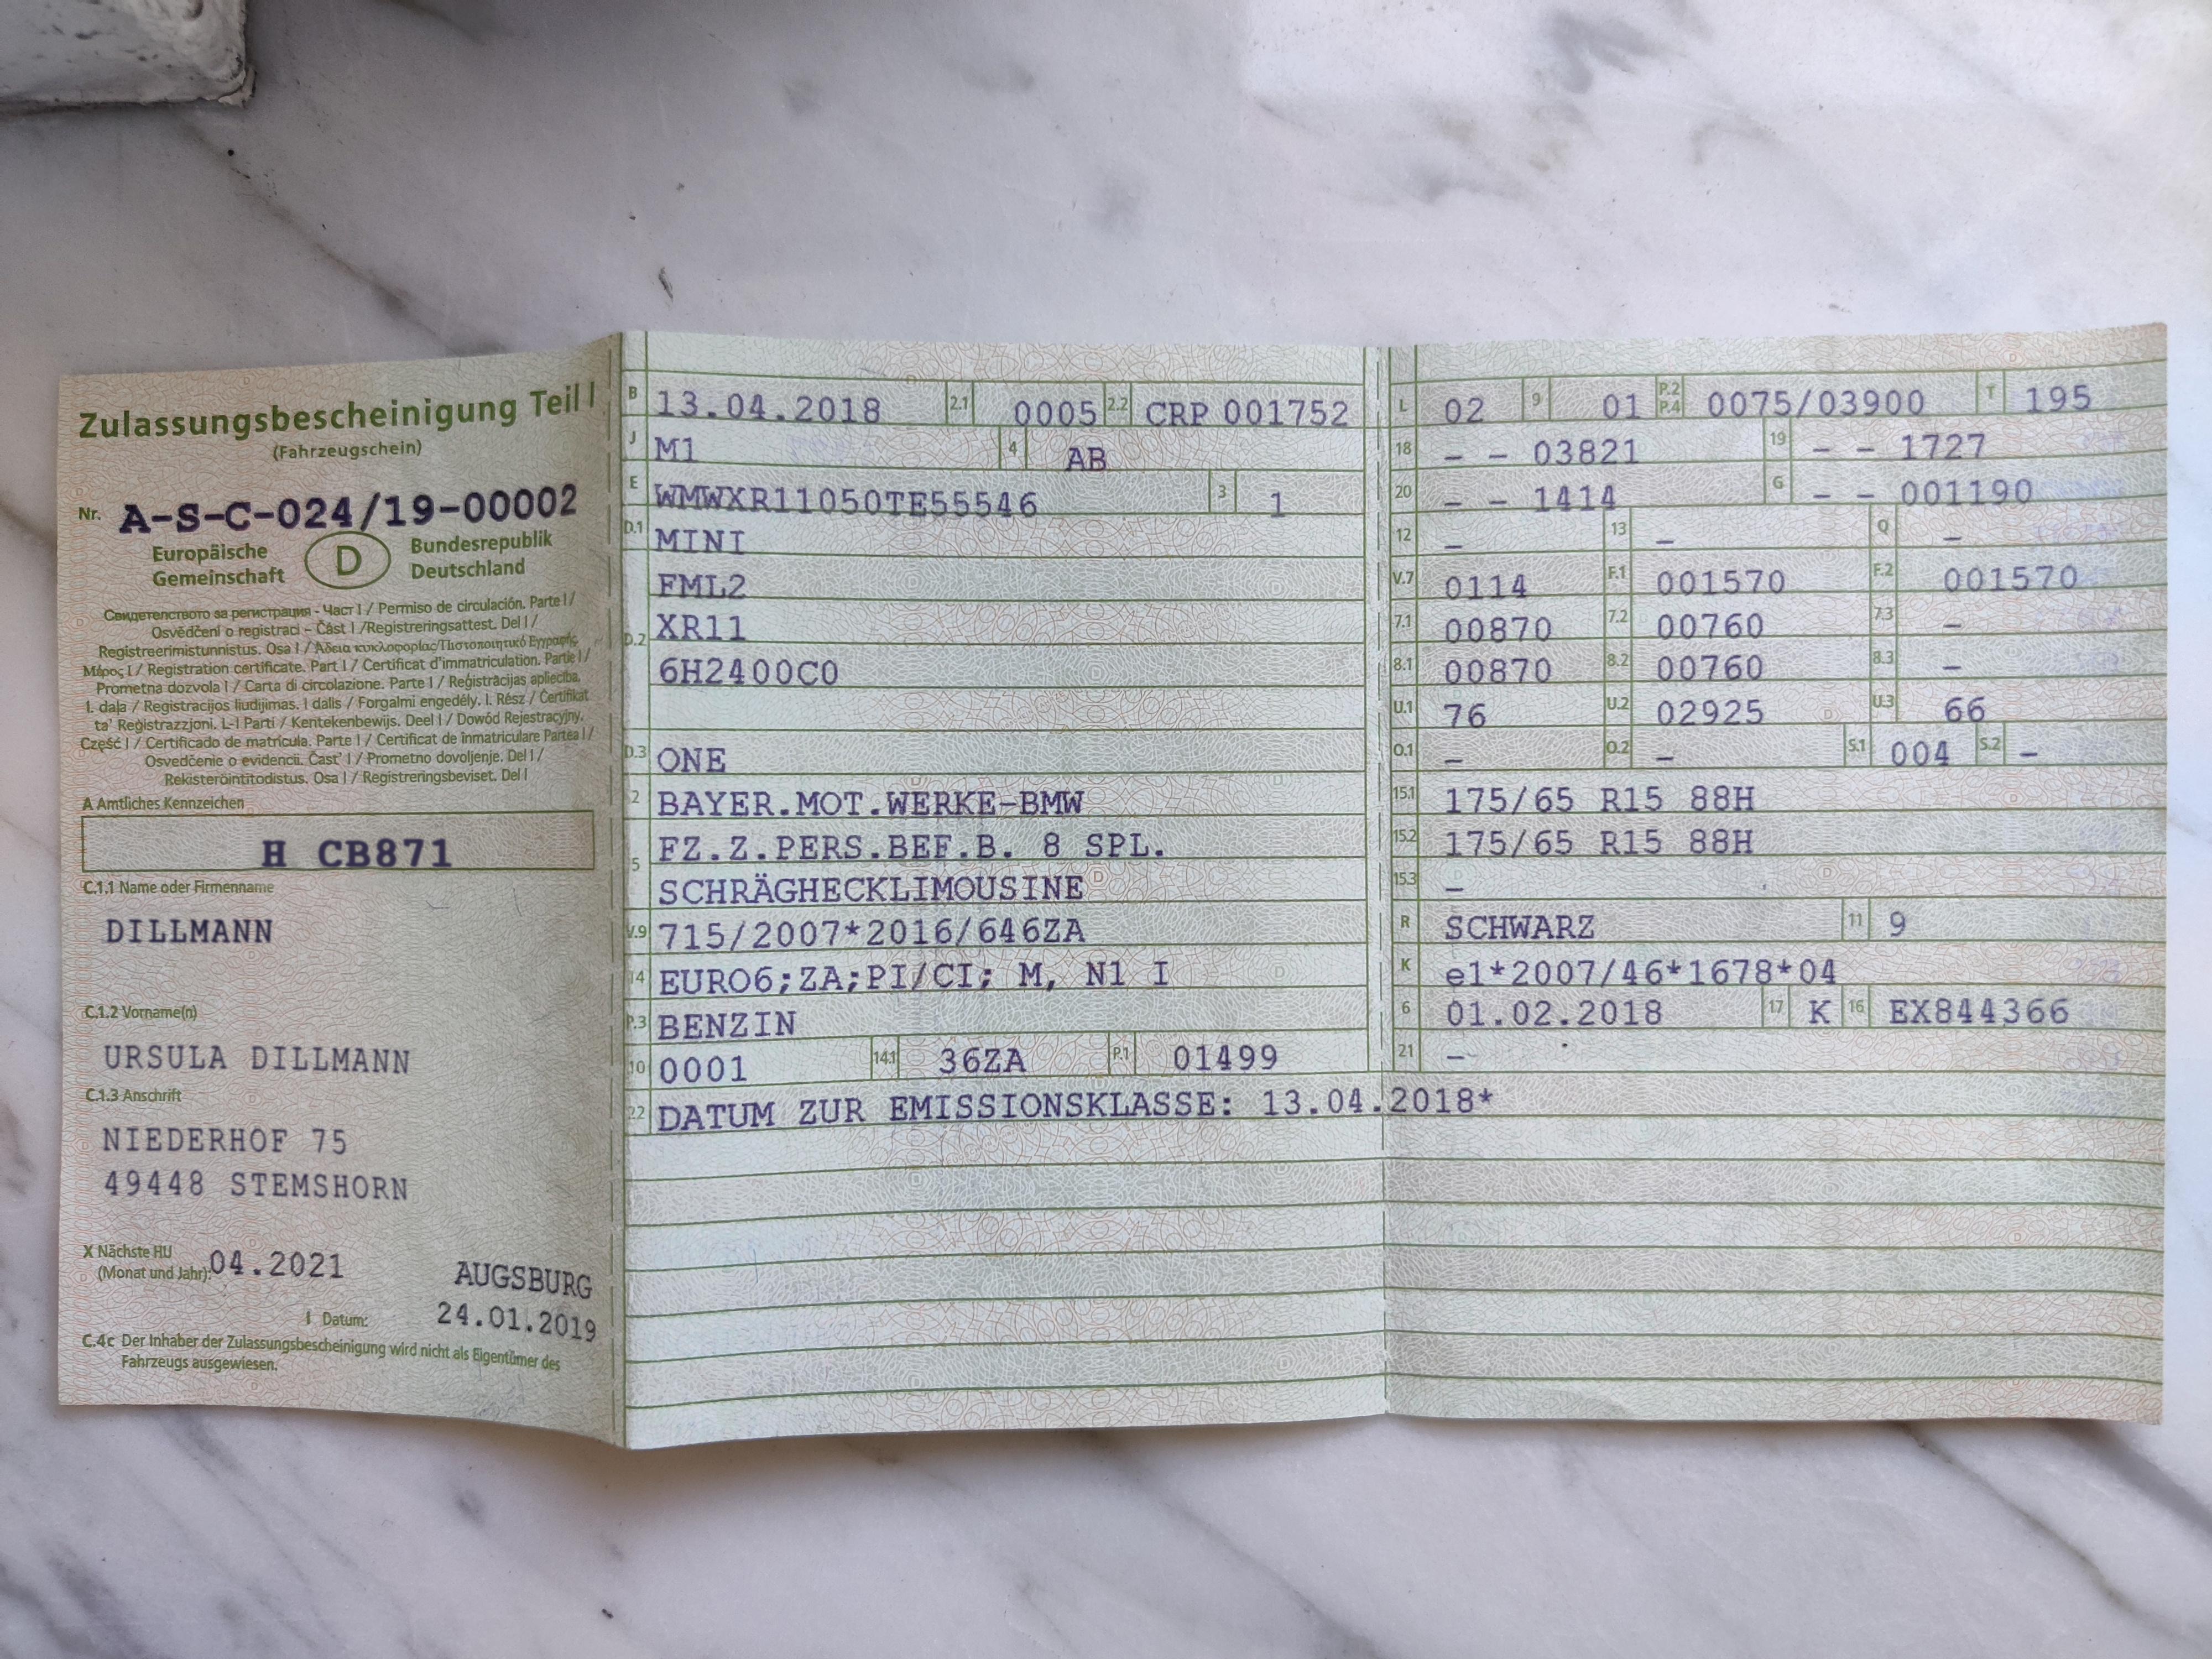 Zulassungsbescheinigung Teil I
(Fahrzeugschein)
Nr. A-S-C-024/19-00002
Europäische Gemeinschaft
D
Bundesrepublik Deutschland
Свидетелство за регистрация - Част I / Permiso de circulación. Parte I /
Osvědčení o registraci - Část I / Registreringsattest. Del I /
Registreerimistunnistus. Osa I / Άδεια κυκλοφορίας/Πιστοποιητικό Εγγραφής
Μέρος I / Registration certificate. Part I / Certificat d'immatriculation. Partie I /
Prometna dozvola I / Carta di circolazione. Parte I / Reģistrācijas apliecība.
I. daļa / Registracijos liudijimas. I dalis / Forgalmi engedély. I. Rész / Ċertifikat
ta' Reġistrazzjoni. L-I Parti / Kentekenbewijs. Deel I / Dowód Rejestracyjny.
Część I / Certificado de matrícula. Parte I / Certificat de înmatriculare Partea I /
Osvedčenie o evidencii. Časť I / Prometno dovoljenje. Del I /
Rekisteröintitodistus. Osa I / Registreringsbeviset. Del I
A Amtliches Kennzeichen
H CB871
C.1.1 Name oder Firmenname
DILLMANN
C.1.2 Vorname(n)
URSULA DILLMANN
C.1.3 Anschrift
NIEDERHOF 75
49448 STEMSHORN
X Nächste HU
(Monat und Jahr): 04.2021
AUGSBURG
I Datum: 24.01.2019
C.4c Der Inhaber der Zulassungsbescheinigung wird nicht als Eigentümer des
Fahrzeugs ausgewiesen.
B 13.04.2018 2.1 0005 2.2 CRP 001752
J M1 4 AB
E WMWXR11050TE55546 3 1
D.1 MINI
FML2
D.2 XR11
6H2400C0
D.3 ONE
2 BAYER.MOT.WERKE-BMW
5 FZ.Z.PERS.BEF.B. 8 SPL.
SCHRÄGHECKLIMOUSINE
V.9 715/2007*2016/646ZA
14 EURO6;ZA;PI/CI; M, N1 I
P.3 BENZIN
10 0001 14.1 36ZA P.1 01499
22 DATUM ZUR EMISSIONSKLASSE: 13.04.2018*
L 02 9 01 P.2 P.4 0075/03900 T 195
18 - - 03821 19 - - 1727
20 - - 1414 G - - 001190
12 - 13 - Q -
V.7 0114 F.1 001570 F.2 001570
7.1 00870 7.2 00760 7.3 -
8.1 00870 8.2 00760 8.3 -
U.1 76 U.2 02925 U.3 66
O.1 - O.2 - S.1 004 S.2 -
15.1 175/65 R15 88H
15.2 175/65 R15 88H
15.3 -
R SCHWARZ 11 9
K e1*2007/46*1678*04
6 01.02.2018 17 K 16 EX844366
21 -